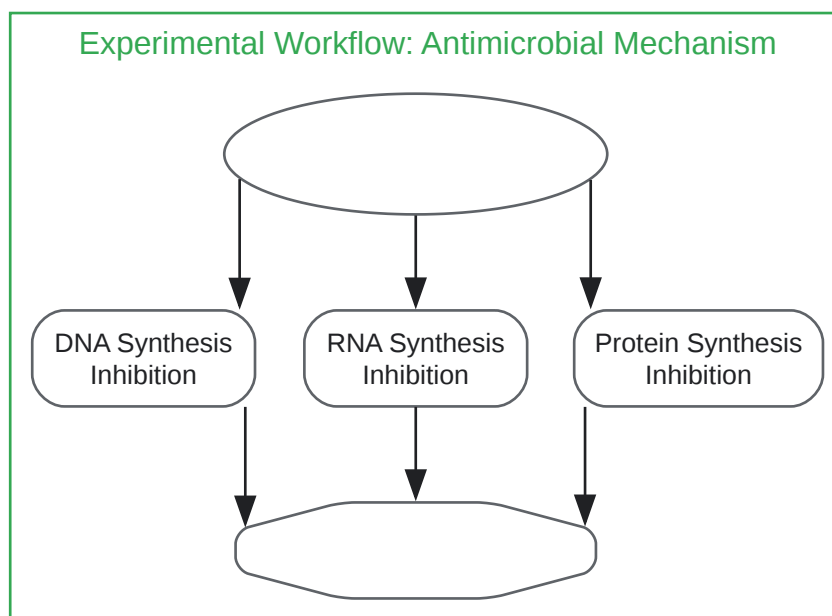 Experimental Workflow: Antimicrobial Mechanism
DNA Synthesis
Inhibition
RNA Synthesis
Inhibition
Protein Synthesis
Inhibition